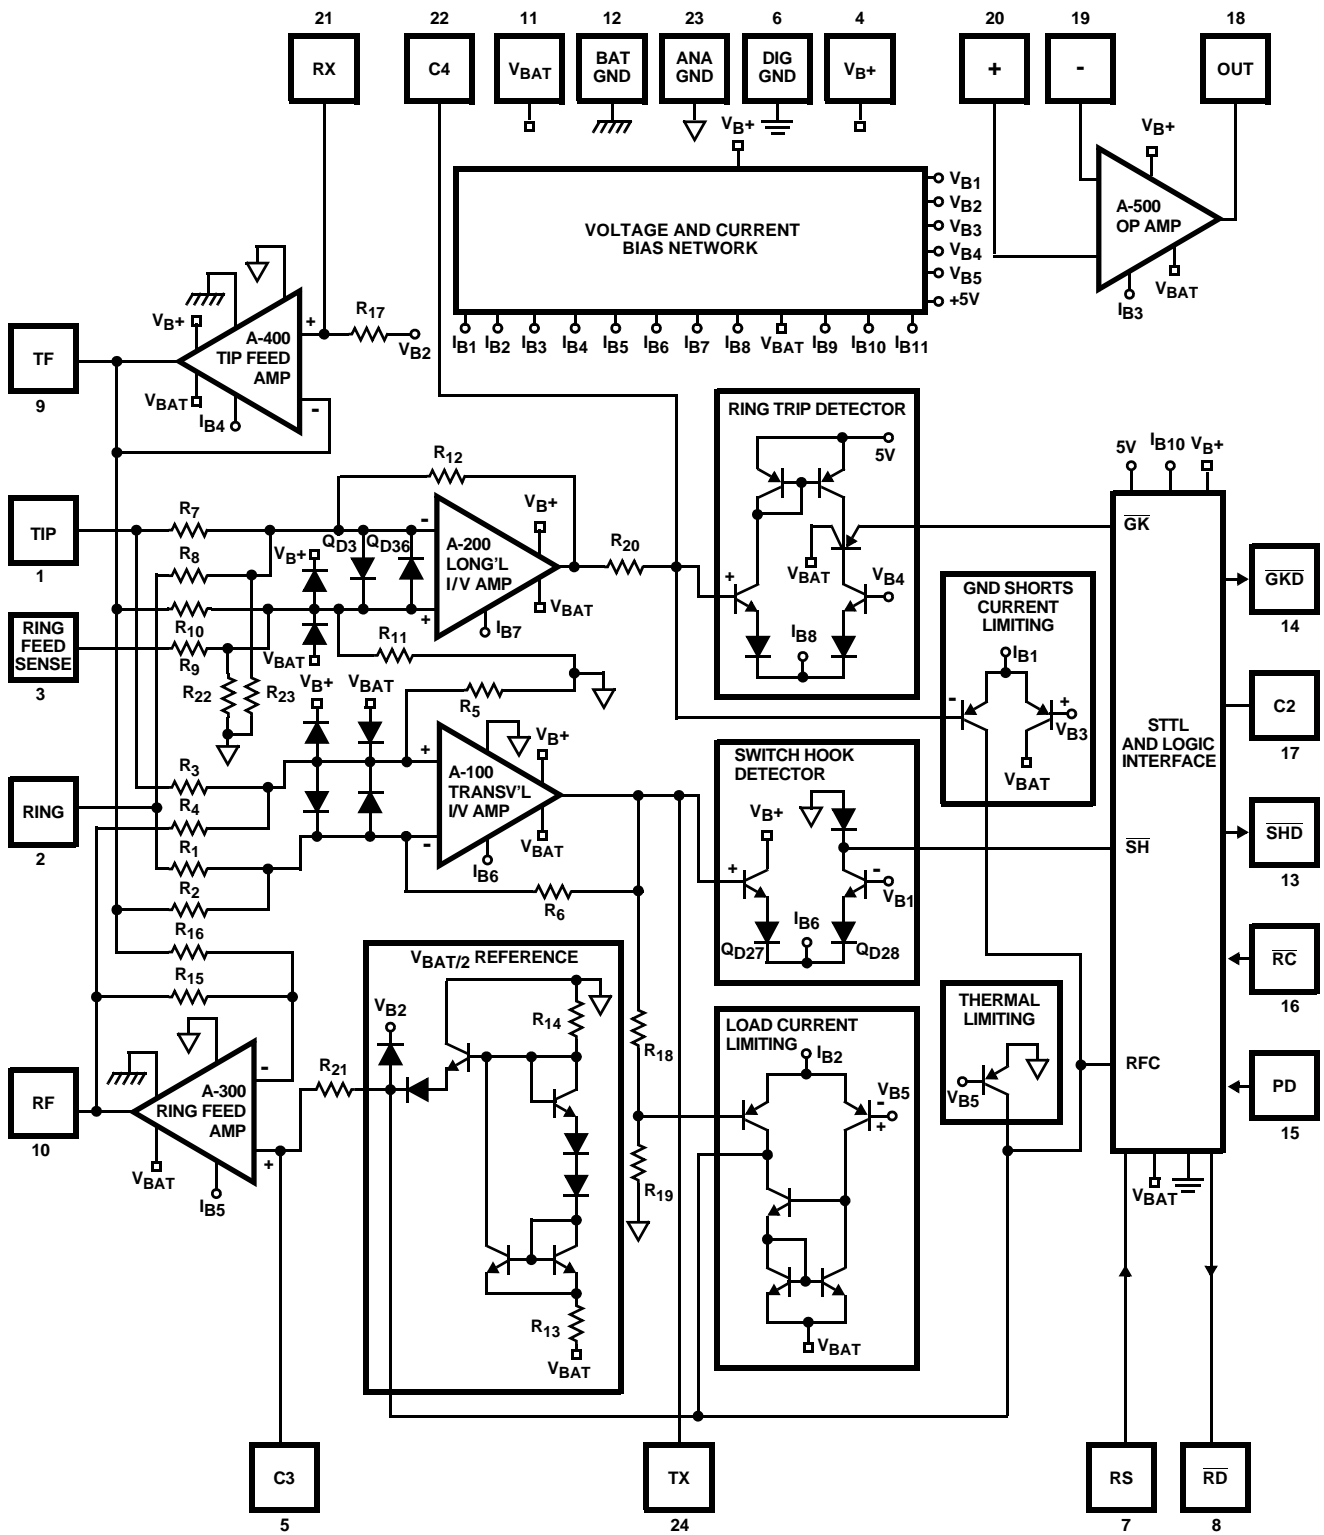 21 22 11 12 23 6 4 20 19 18
RX C4 VBAT BAT GND ANA GND DIG GND VB+ + - OUT
VB+
VOLTAGE AND CURRENT
BIAS NETWORK
VB1
VB2
VB3
VB4
VB5
+5V
IB1 IB2 IB3 IB4 IB5 IB6 IB7 IB8 VBAT IB9 IB10 IB11
VB+
A-500
OP AMP
VBAT
IB3
TF
9
VB+
A-400
TIP FEED
AMP
+
-
VBAT
IB4
R17
VB2
TIP
1
R7
R8
R10
R9
R22
R23
RING
FEED
SENSE
3
R12
QD3
QD36
VB+
VBAT
-
+
A-200
LONG'L
I/V AMP
VB+
VBAT
IB7
R20
R11
R5
RING TRIP DETECTOR
5V
VBAT
VB4
+
IB8
GND SHORTS
CURRENT
LIMITING
IB1
-
+
VB3
VBAT
5V
IB10
VB+
GK
STTL
AND LOGIC
INTERFACE
SH
RFC
VBAT
GKD
14
C2
17
SHD
13
RC
16
PD
15
RING
2
R3
R4
R1
R2
R16
R15
VB+
VBAT
+
-
A-100
TRANSV'L
I/V AMP
VB+
VBAT
IB6
R6
SWITCH HOOK
DETECTOR
VB+
+
-
VB1
IB6
QD27
QD28
VBAT/2 REFERENCE
VB2
R14
R13
VBAT
R18
R19
LOAD CURRENT
LIMITING
IB2
-
+
VB5
VBAT
THERMAL
LIMITING
VB5
RF
10
-
+
A-300
RING FEED
AMP
VBAT
IB5
R21
C3
5
TX
24
RS
7
RD
8